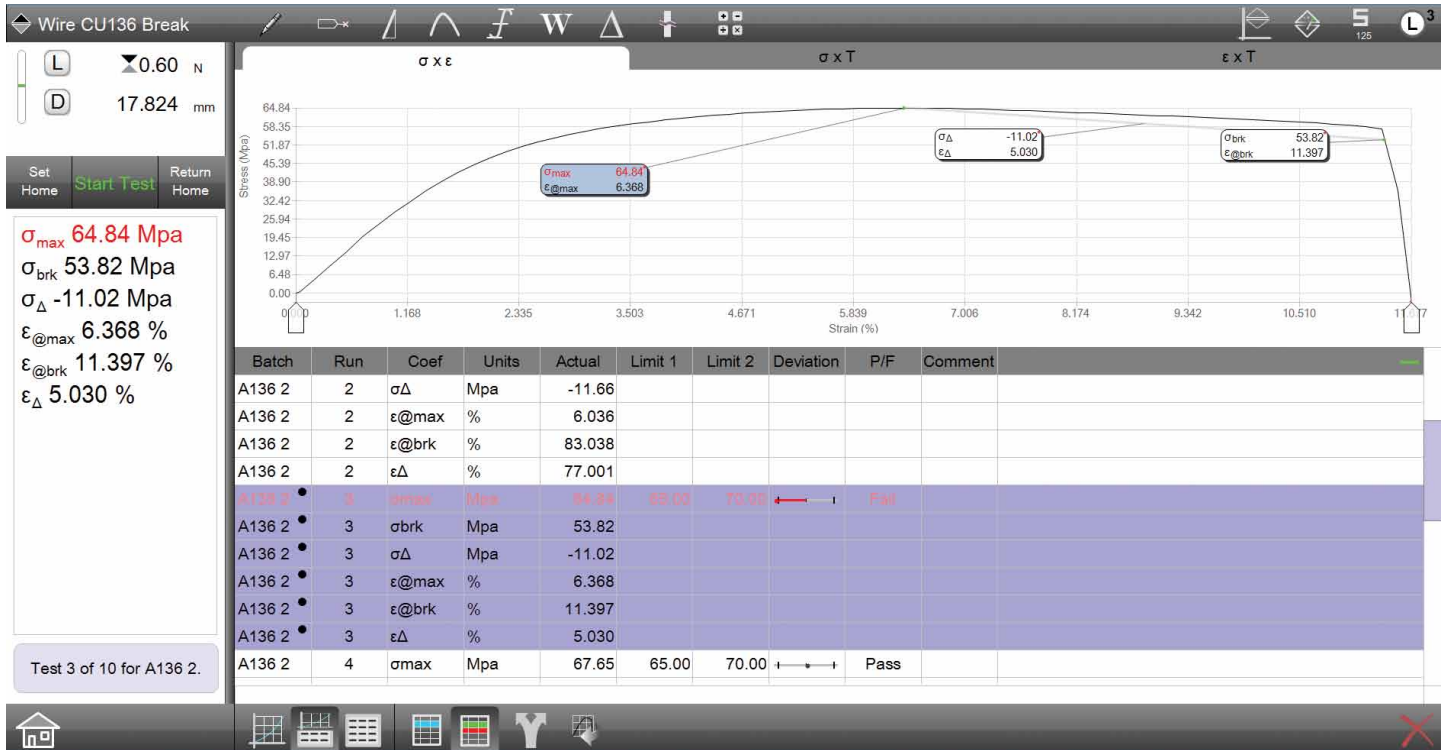 Wire CU136 Break
W
S
125
L 3
L 0.60 N
D 17.824 mm
Set Home
Start Test
Return Home
σmax 64.84 Mpa
σbrk 53.82 Mpa
σΔ -11.02 Mpa
ε@max 6.368 %
ε@brk 11.397 %
εΔ 5.030 %
Test 3 of 10 for A136 2.
σ x ε σ x T ε x T
Stress (Mpa)
64.84
58.35
51.87
45.39
38.90
32.42
25.94
19.45
12.97
6.48
0.00
σmax 64.84
ε@max 6.368
σΔ -11.02
εΔ 5.030
σbrk 53.82
ε@brk 11.397
1.168 2.335 3.503 4.671 5.839 7.006 8.174 9.342 10.510
Strain (%)
Batch Run Coef Units Actual Limit 1 Limit 2 Deviation P/F Comment
A136 2 2 σΔ Mpa -11.66
A136 2 2 ε@max % 6.036
A136 2 2 ε@brk % 83.038
A136 2 2 εΔ % 77.001
A136 2 3 σmax Mpa 64.84 65.00 70.00 Fail
A136 2 3 σbrk Mpa 53.82
A136 2 3 σΔ Mpa -11.02
A136 2 3 ε@max % 6.368
A136 2 3 ε@brk % 11.397
A136 2 3 εΔ % 5.030
A136 2 4 σmax Mpa 67.65 65.00 70.00 Pass